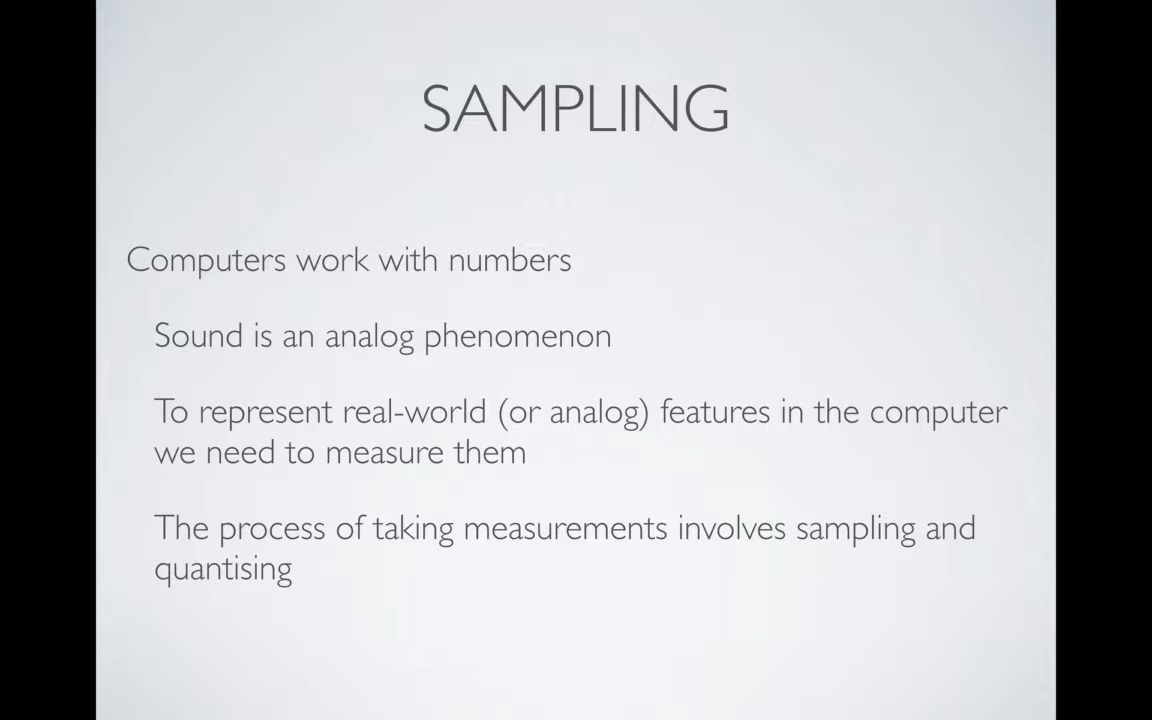 SAMPLING
Computers work with numbers
Sound is an analog phenomenon
To represent real-world (or analog) features in the computer
we need to measure them
The process of taking measurements involves sampling and
quantising